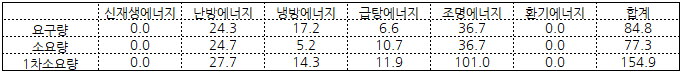 신재생에너지 난방에너지 냉방에너지 급탕에너지 조명에너지 환기에너지 합계
요구량 0.0 24.3 17.2 6.6 36.7 0.0 84.8
소요량 0.0 24.7 5.2 10.7 36.7 0.0 77.3
1차소요량 0.0 27.7 14.3 11.9 101.0 0.0 154.9